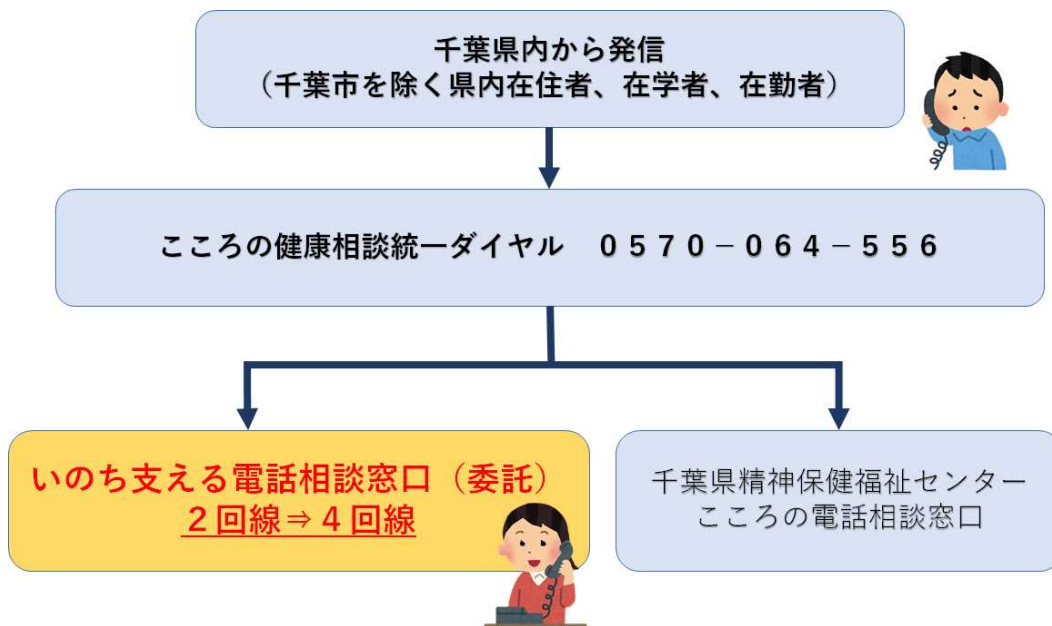 千葉県内から発信
（千葉市を除く県内在住者、在学者、在勤者）
こころの健康相談統一ダイヤル　０５７０－０６４－５５６
いのち支える電話相談窓口（委託）
２回線⇒４回線
千葉県精神保健福祉センター
こころの電話相談窓口